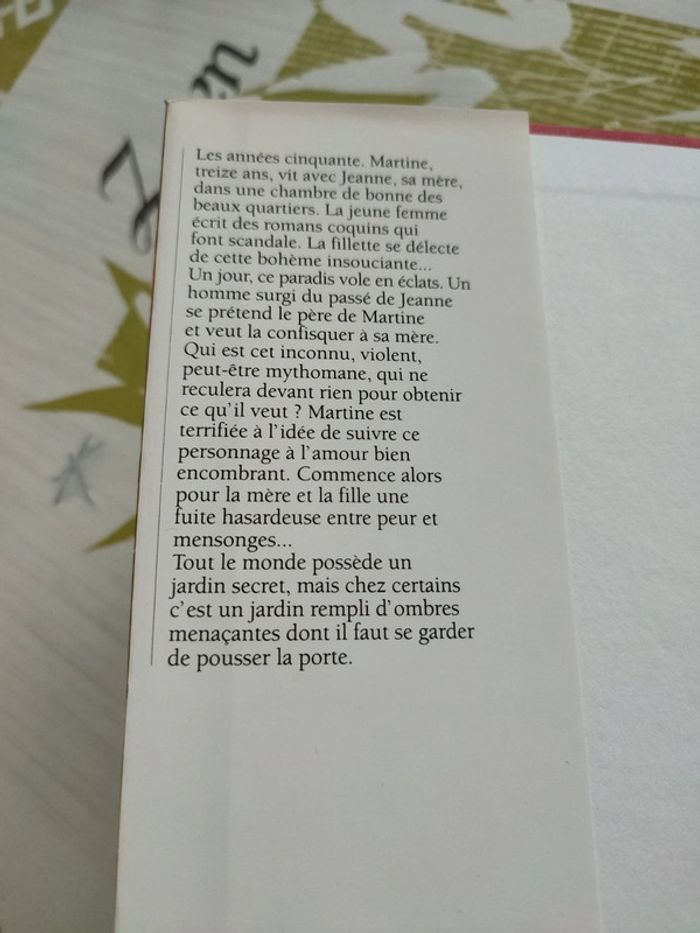 Les années cinquante. Martine,
treize ans, vit avec Jeanne, sa mère,
dans une chambre de bonne des
beaux quartiers. La jeune femme
écrit des romans coquins qui
font scandale. La fillette se délecte
de cette bohème insouciante...
Un jour, ce paradis vole en éclats. Un
homme surgi du passé de Jeanne
se prétend le père de Martine
et veut la confisquer à sa mère.
Qui est cet inconnu, violent,
peut-être mythomane, qui ne
reculera devant rien pour obtenir
ce qu'il veut ? Martine est
terrifiée à l'idée de suivre ce
personnage à l'amour bien
encombrant. Commence alors
pour la mère et la fille une
fuite hasardeuse entre peur et
mensonges...
Tout le monde possède un
jardin secret, mais chez certains
c'est un jardin rempli d'ombres
menaçantes dont il faut se garder
de pousser la porte.